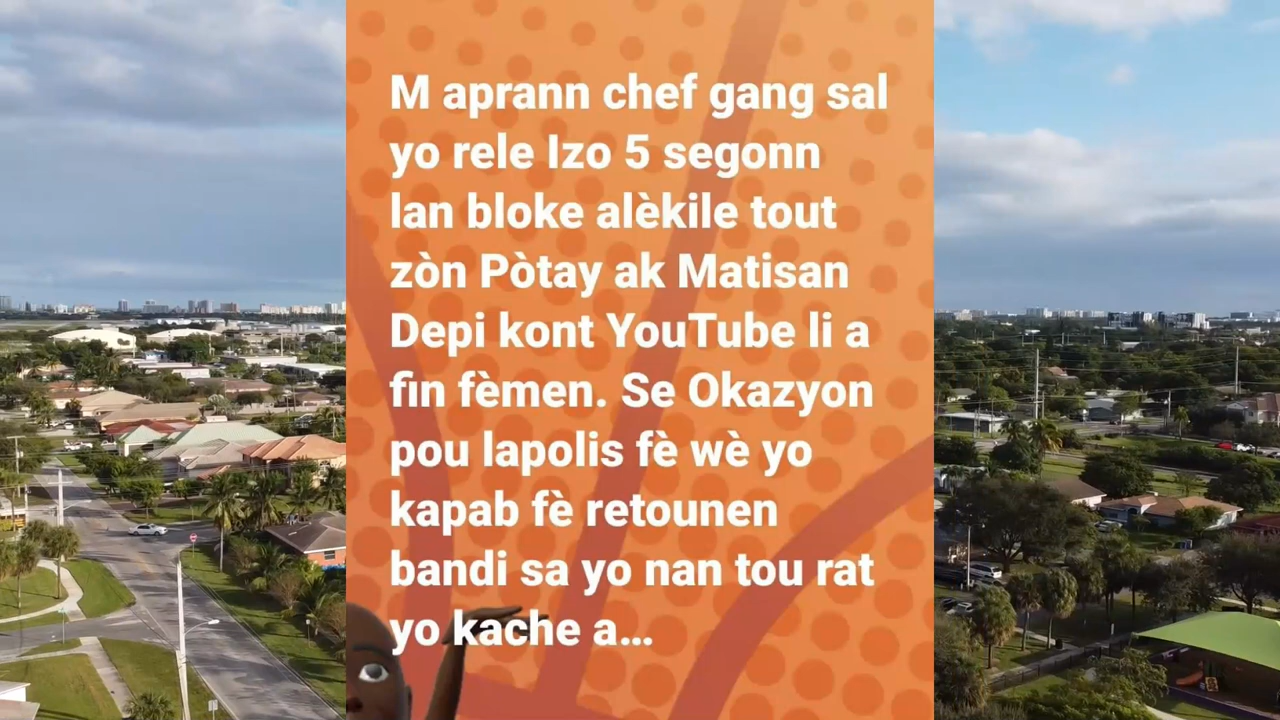 M aprann chef gang sal
yo rele Izo 5 segonn
lan bloke alèkile tout
zòn Pòtay ak Matisan
Depi kont YouTube li a
fin fèmen. Se Okazyon
pou lapolis fè wè yo
kapab fè retounen
bandi sa yo nan tou rat
yo kache a...